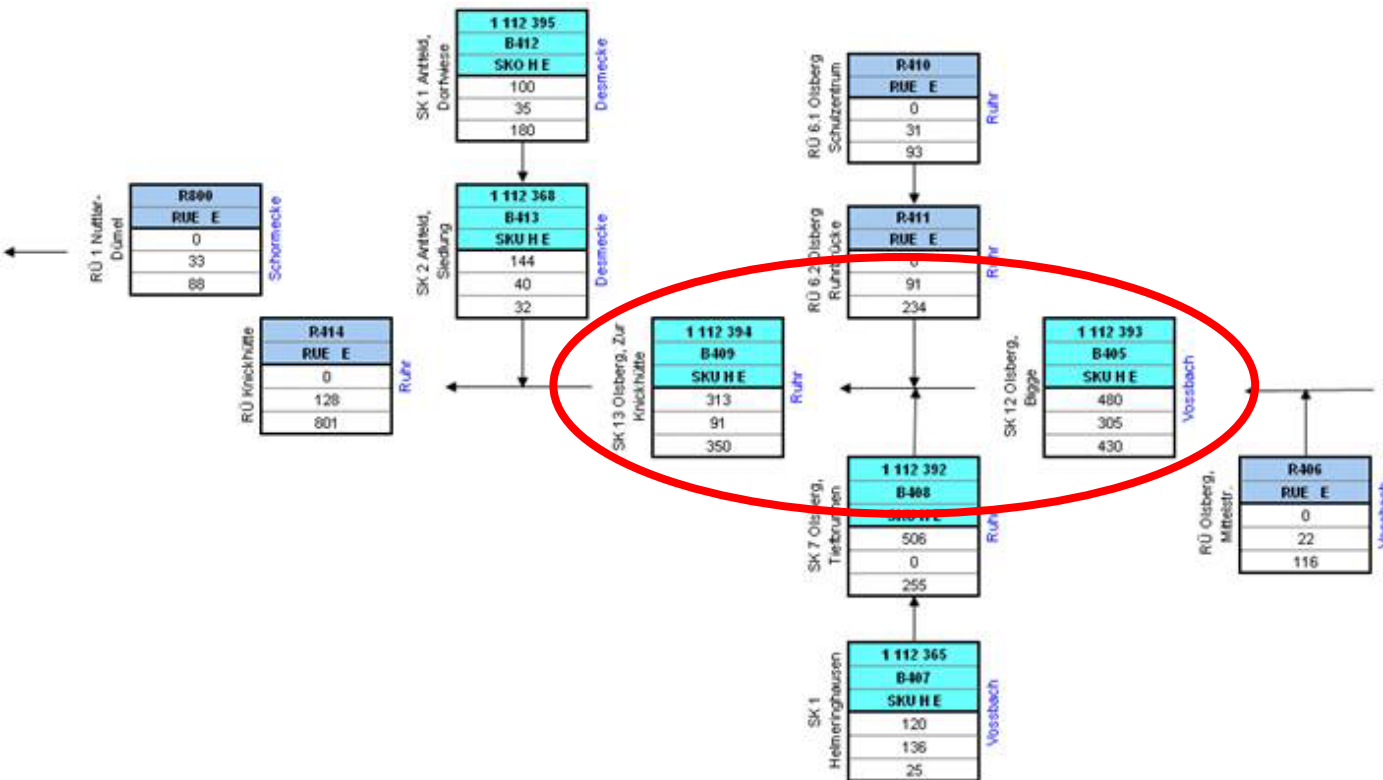 SK 1 Antfeld,
Dorfwiese
1 112 395
B412
SKO H E
100
35
180
Desmecke
RÜ 6.1 Olsberg
Schulzentrum
R410
RUE E
0
31
93
Ruhr
RÜ 1 Nuttlar-
Dümel
R800
RUE E
0
33
88
Schormecke
SK 2 Antfeld,
Siedlung
1 112 368
B413
SKU H E
144
40
32
Desmecke
RÜ 6.2 Olsberg
Ruhrbrücke
R411
RUE E
0
91
234
Ruhr
RÜ Knickhütte
R414
RUE E
0
128
801
Ruhr
SK 13 Olsberg, Zur
Knickhütte
1 112 394
B409
SKU H E
313
91
350
Ruhr
SK 12 Olsberg,
Bigge
1 112 393
B405
SKU H E
480
305
430
Vossbach
SK 7 Olsberg,
Tiefbrunnen
1 112 392
B408
506
0
255
Ruhr
RÜ Olsberg,
Mittelstr.
R406
RUE E
0
22
116
Vossbach
SK 1
Helmeringhausen
1 112 365
B407
SKU H E
120
136
25
Vossbach